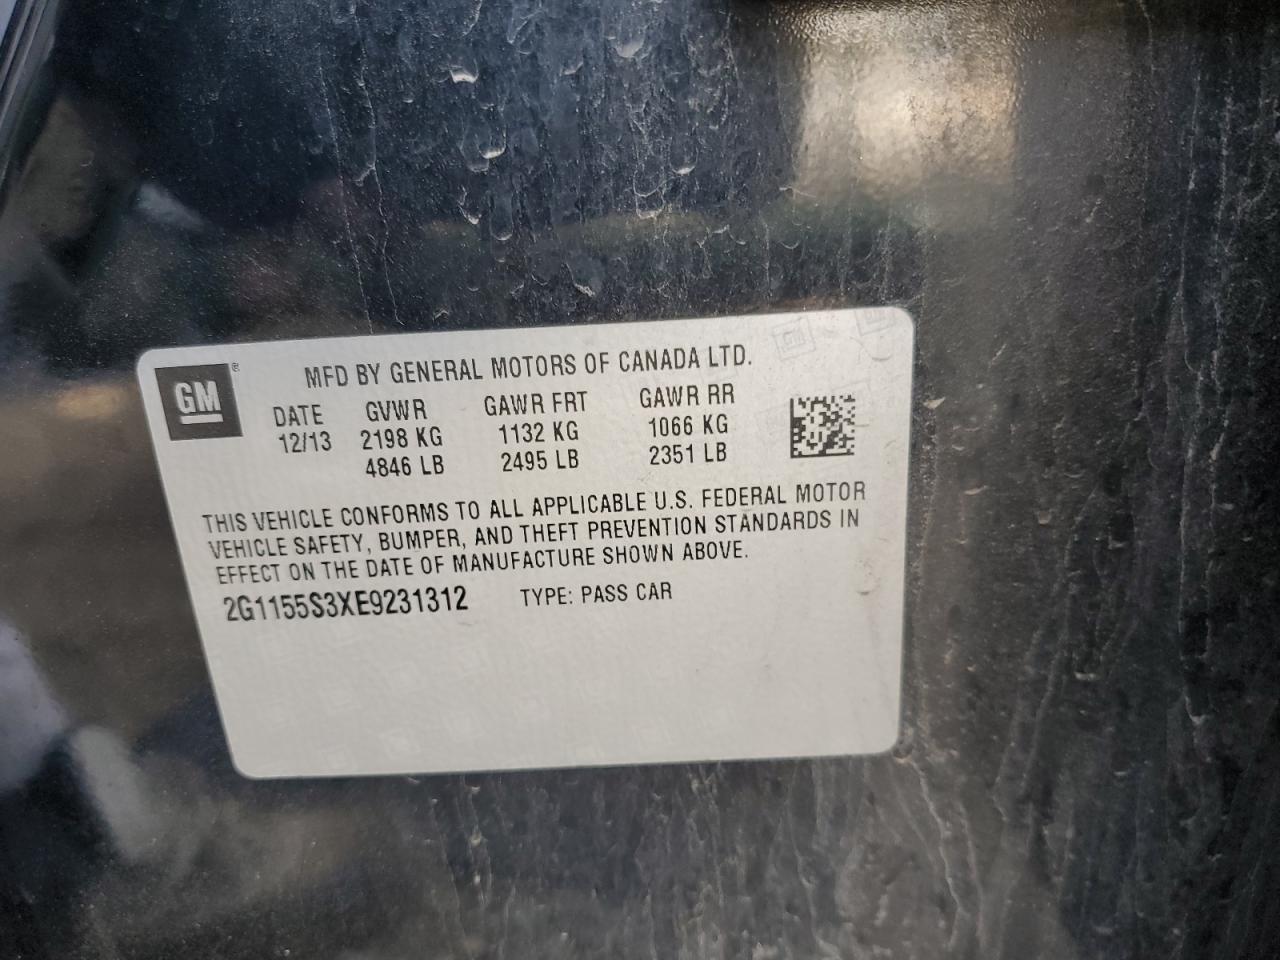 GM ®
MFD BY GENERAL MOTORS OF CANADA LTD.
DATE GVWR GAWR FRT GAWR RR
12/13 2198 KG 1132 KG 1066 KG
4846 LB 2495 LB 2351 LB
THIS VEHICLE CONFORMS TO ALL APPLICABLE U.S. FEDERAL MOTOR
VEHICLE SAFETY, BUMPER, AND THEFT PREVENTION STANDARDS IN
EFFECT ON THE DATE OF MANUFACTURE SHOWN ABOVE.
2G1155S3XE9231312 TYPE: PASS CAR